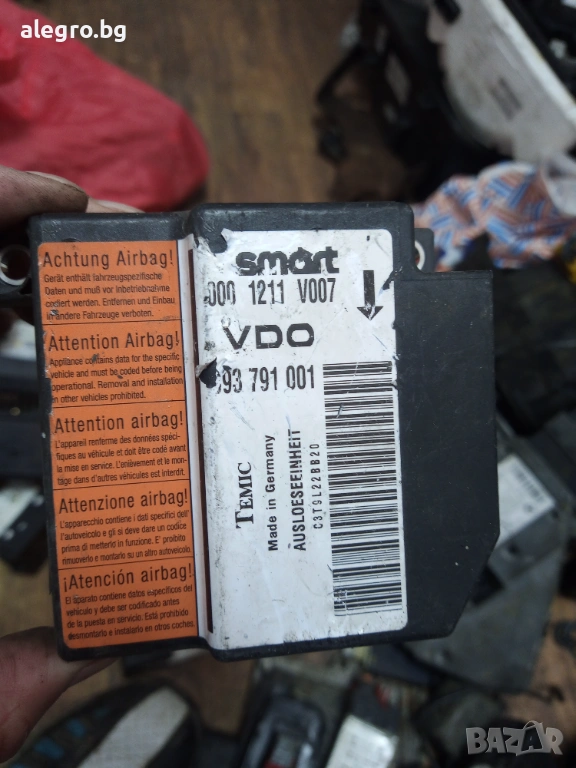 alegro.bg
Achtung Airbag!
Gerät enthält fahrzeugspezifische
Daten und muß vor Inbetriebnahme
codiert werden. Entfernen und Einbau
in andere Fahrzeuge verboten.
Attention Airbag!
Appliance contains data for the specific
vehicle and must be coded before being
operational. Removal and installation
in other vehicles prohibited.
Attention airbag!
L'appareil renferme des données spéci-
fiques au véhicule et doit être codé avant
la mise en service. L'enlèvement et le mon-
tage dans d'autres véhicules est interdit.
Attenzione airbag!
L'apparecchio contiene i dati specifici del
l'autoveicolo e gli si deve dare un codice
prima di metterlo in funzione. E' proibito
rimuoverlo e montarlo su un altro autoveicolo.
¡Atención airbag!
El aparato contiene datos específicos del
vehículo y debe ser codificado antes
de la puesta en servicio. Está prohibido
desmontarlo e instalarlo en otros coches.
smart
000 1211 V007
VDO
93 791 001
TEMIC
Made in Germany
AUSLOESEEINHEIT
C3T9L22BB20
BAZAR